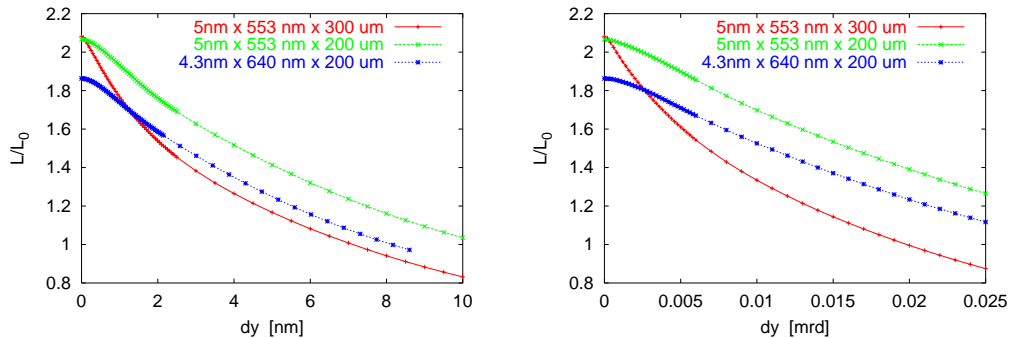 5nm x 553 nm x 300 um
5nm x 553 nm x 200 um
4.3nm x 640 nm x 200 um
2.2
2
1.8
1.6
1.4
1.2
1
0.8
L/L0
0 2 4 6 8 10
dy [nm]
5nm x 553 nm x 300 um
5nm x 553 nm x 200 um
4.3nm x 640 nm x 200 um
2.2
2
1.8
1.6
1.4
1.2
1
0.8
L/L0
0 0.005 0.01 0.015 0.02 0.025
dy [mrd]